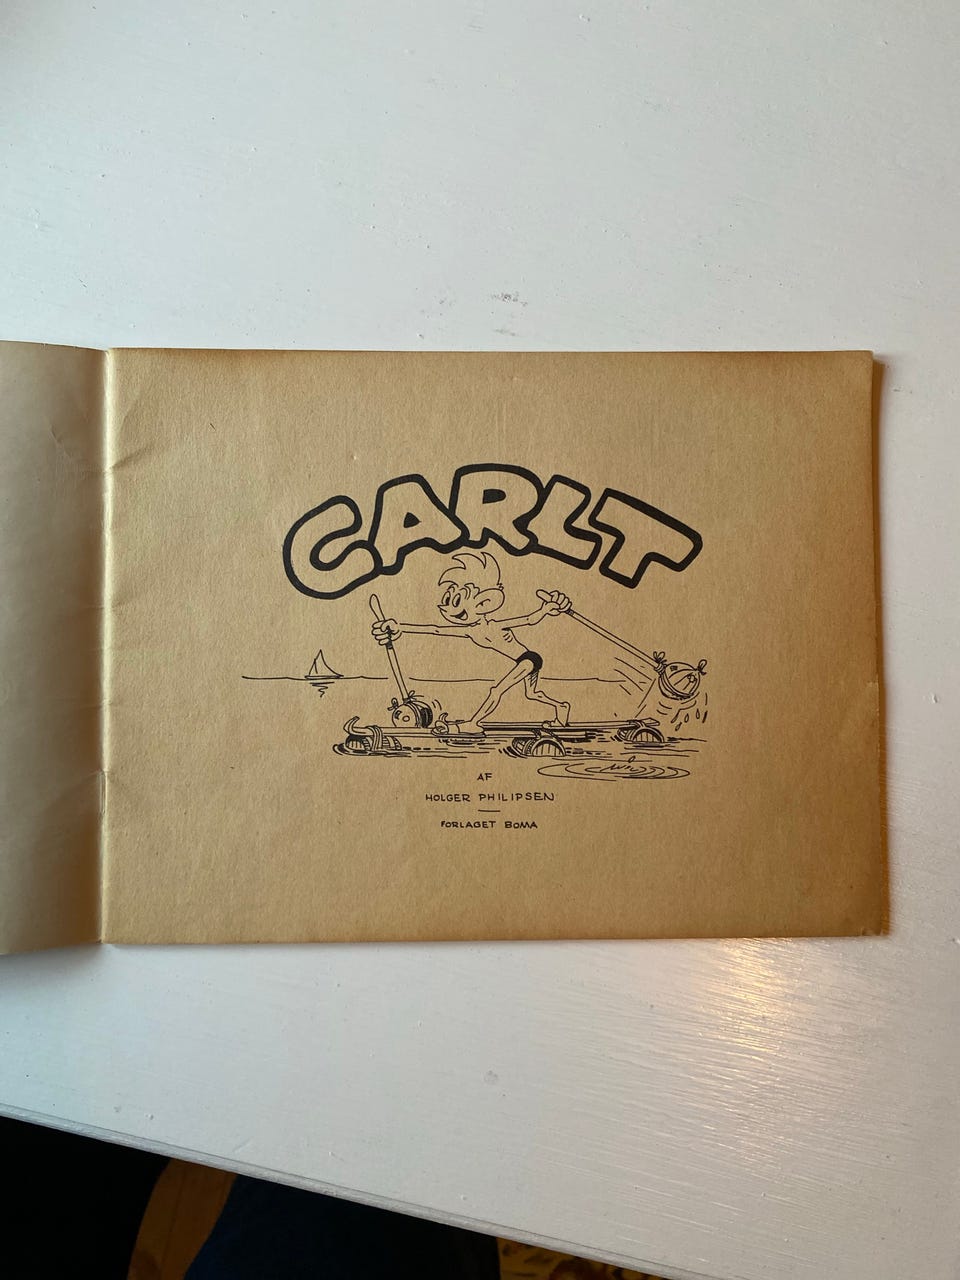 CARLT
AF
HOLGER PHILIPSEN
FORLAGET BOMA